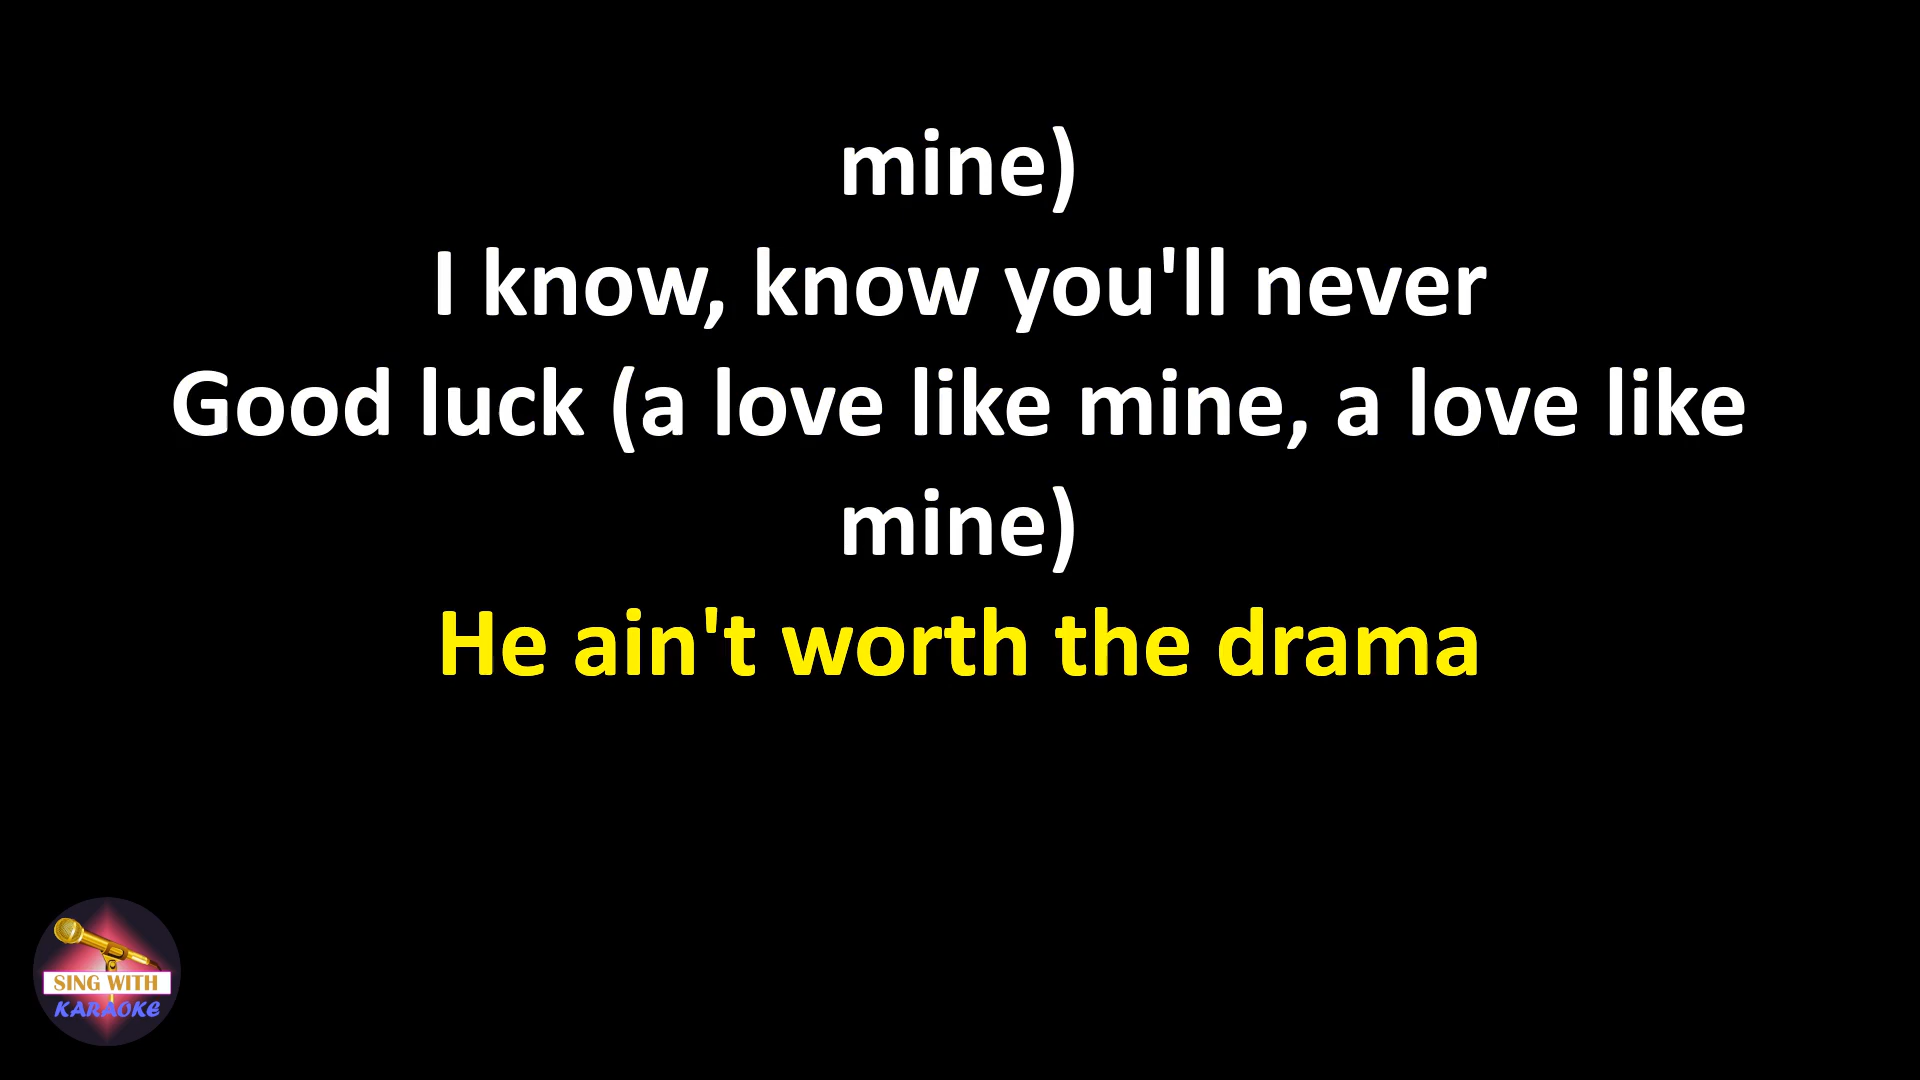 mine)
I know, know you'll never
Good luck (a love like mine, a love like
mine)
He ain't worth the drama
SING WITH
KARAOKE